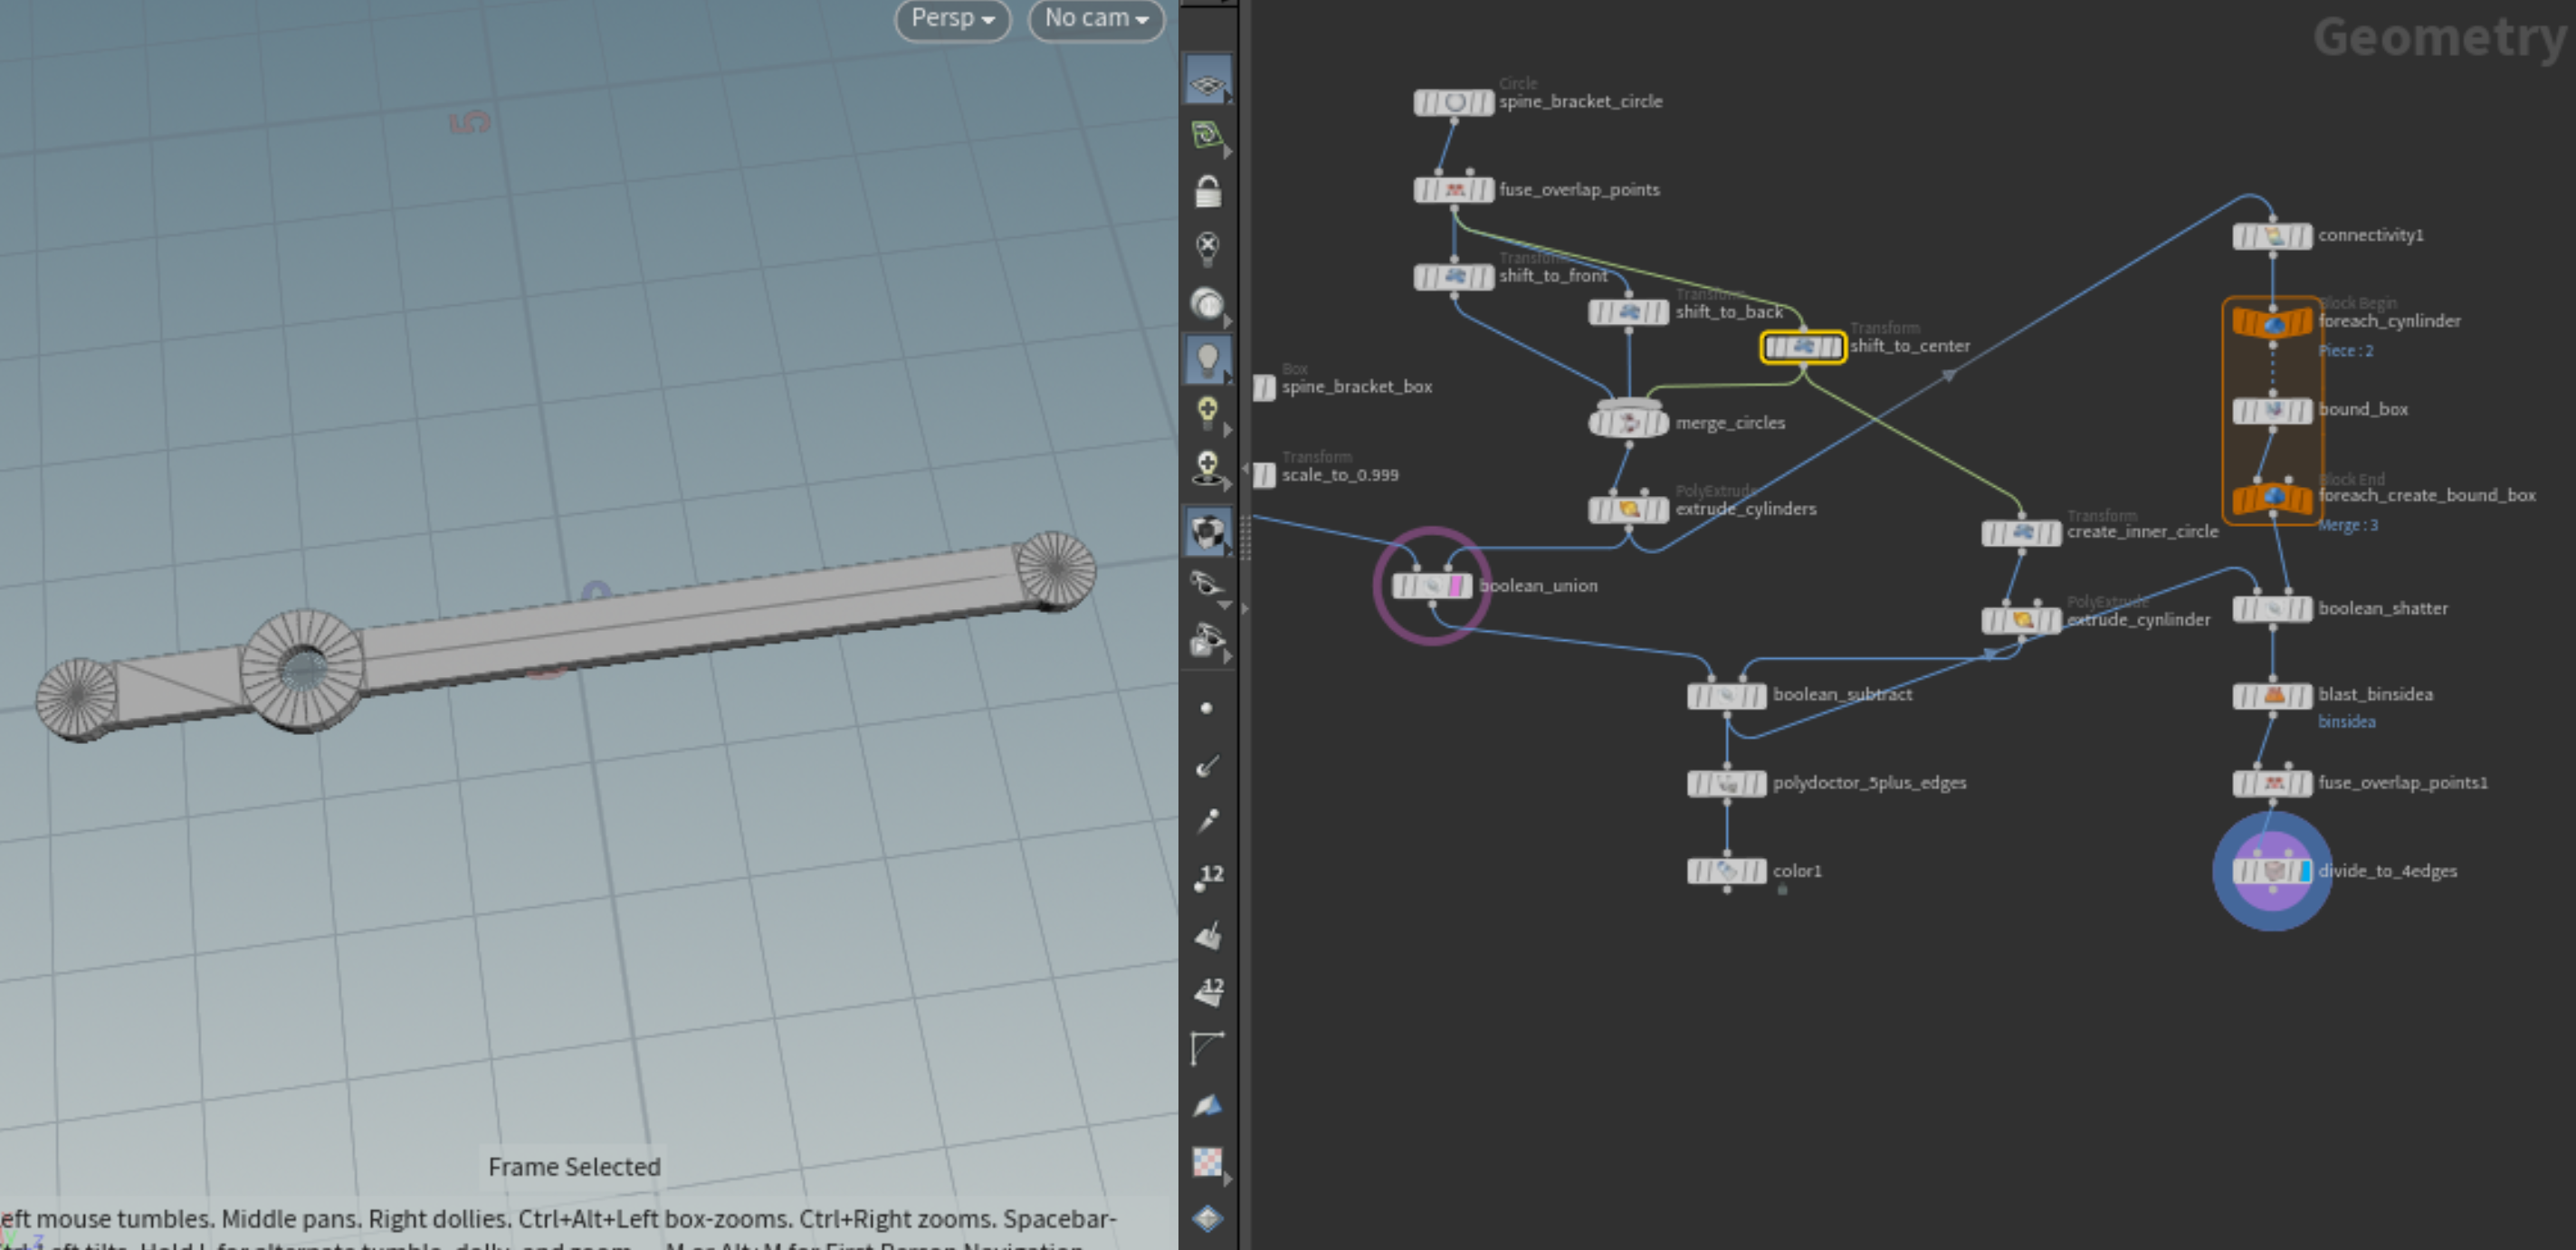 Persp
No cam
5
0
Frame Selected
eft mouse tumbles. Middle pans. Right dollies. Ctrl+Alt+Left box-zooms. Ctrl+Right zooms. Spacebar-
12
12
Geometry
Circle
spine_bracket_circle
fuse_overlap_points
Transform
shift_to_front
Transform
shift_to_back
Transform
shift_to_center
Box
spine_bracket_box
merge_circles
Transform
scale_to_0.999
PolyExtrude
extrude_cylinders
boolean_union
Transform
create_inner_circle
PolyExtrude
extrude_cynlinder
boolean_subtract
polydoctor_5plus_edges
color1
connectivity1
Block Begin
foreach_cynlinder
Piece : 2
bound_box
Block End
foreach_create_bound_box
Merge : 3
boolean_shatter
blast_binsidea
binsidea
fuse_overlap_points1
divide_to_4edges